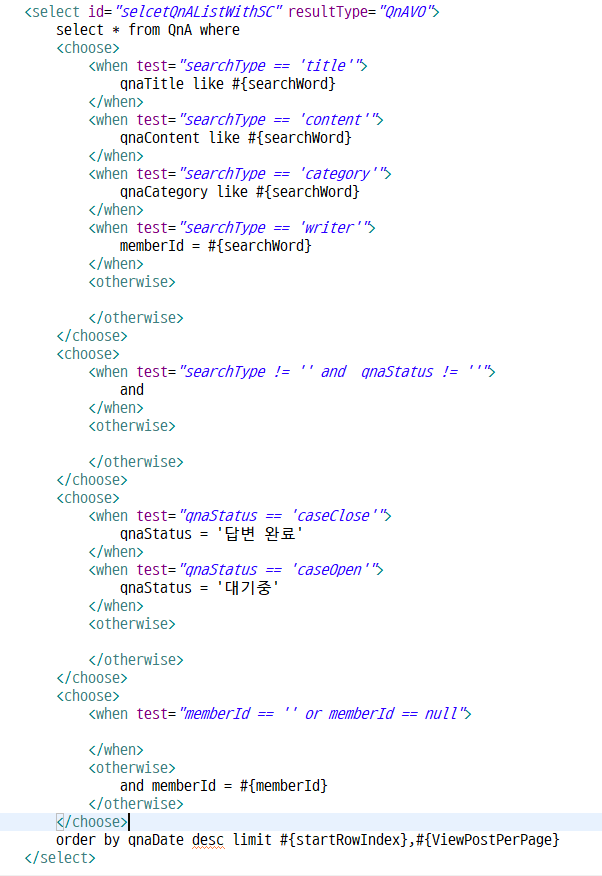 <select id="selcetQnAListWithSC" resultType="QnAVO">
select * from QnA where
<choose>
<when test="searchType == 'title'">
qnaTitle like #{searchWord}
</when>
<when test="searchType == 'content'">
qnaContent like #{searchWord}
</when>
<when test="searchType == 'category'">
qnaCategory like #{searchWord}
</when>
<when test="searchType == 'writer'">
memberId = #{searchWord}
</when>
<otherwise>
</otherwise>
</choose>
<choose>
<when test="searchType != '' and  qnaStatus != ''">
and
</when>
<otherwise>
</otherwise>
</choose>
<choose>
<when test="qnaStatus == 'caseClose'">
qnaStatus = '답변 완료'
</when>
<when test="qnaStatus == 'caseOpen'">
qnaStatus = '대기중'
</when>
<otherwise>
</otherwise>
</choose>
<choose>
<when test="memberId == '' or memberId == null">
</when>
<otherwise>
and memberId = #{memberId}
</otherwise>
</choose>
order by qnaDate desc limit #{startRowIndex},#{ViewPostPerPage}
</select>